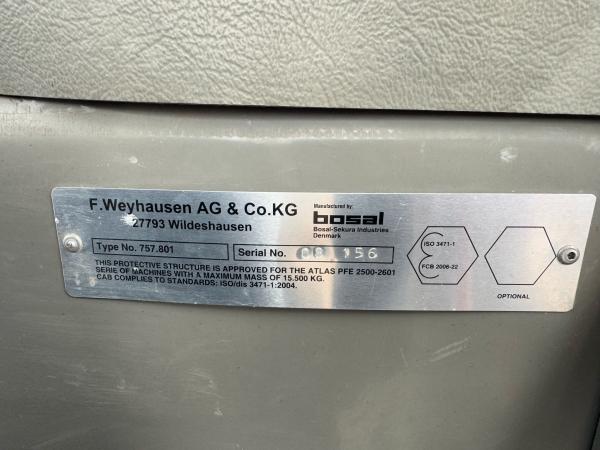 F.Weyhausen AG & Co.KG
27793 Wildeshausen
Manufactured by:
bosal
Bosal-Sekura Industries
Denmark
Type No. 757.801
Serial No. 081156
THIS PROTECTIVE STRUCTURE IS APPROVED FOR THE ATLAS PFE 2500-2601
SERIE OF MACHINES WITH A MAXIMUM MASS OF 15.500 KG.
CAB COMPLIES TO STANDARDS: ISO/dis 3471-1:2004.
ISO 3471-1
FCB 2006-22
OPTIONAL